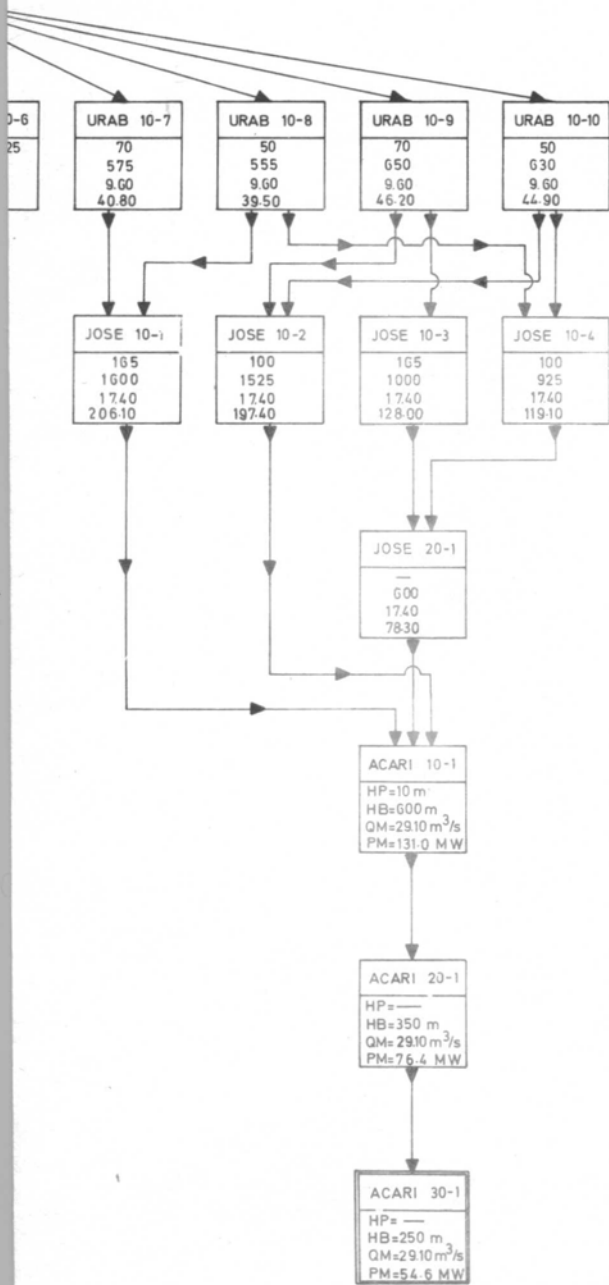 0-6
25
URAB 10-7
70
575
9.60
40.80
URAB 10-8
50
555
9.60
39.50
URAB 10-9
70
650
9.60
46.20
URAB 10-10
50
630
9.60
44.90
JOSE 10-1
165
1600
17.40
206.10
JOSE 10-2
100
1525
17.40
197.40
JOSE 10-3
165
1000
17.40
128.00
JOSE 10-4
100
925
17.40
119.10
JOSE 20-1
—
600
17.40
78.30
ACARI 10-1
HP=10 m
HB=600 m
QM=29.10 m³/s
PM=131.0 MW
ACARI 20-1
HP= —
HB=350 m
QM=29.10 m³/s
PM=76.4 MW
ACARI 30-1
HP= —
HB=250 m
QM=29.10 m³/s
PM=54.6 MW